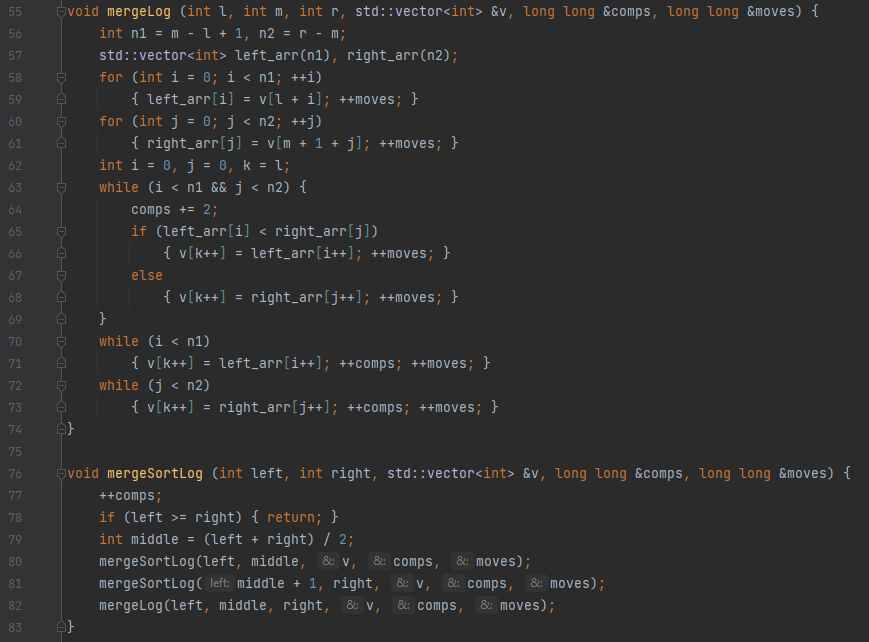 55 void mergeLog (int l, int m, int r, std::vector<int> &v, long long &comps, long long &moves) {
56 int n1 = m - l + 1, n2 = r - m;
57 std::vector<int> left_arr(n1), right_arr(n2);
58 for (int i = 0; i < n1; ++i)
59 { left_arr[i] = v[l + i]; ++moves; }
60 for (int j = 0; j < n2; ++j)
61 { right_arr[j] = v[m + 1 + j]; ++moves; }
62 int i = 0, j = 0, k = l;
63 while (i < n1 && j < n2) {
64 comps += 2;
65 if (left_arr[i] < right_arr[j])
66 { v[k++] = left_arr[i++]; ++moves; }
67 else
68 { v[k++] = right_arr[j++]; ++moves; }
69 }
70 while (i < n1)
71 { v[k++] = left_arr[i++]; ++comps; ++moves; }
72 while (j < n2)
73 { v[k++] = right_arr[j++]; ++comps; ++moves; }
74 }
75
76 void mergeSortLog (int left, int right, std::vector<int> &v, long long &comps, long long &moves) {
77 ++comps;
78 if (left >= right) { return; }
79 int middle = (left + right) / 2;
80 mergeSortLog(left, middle, &: v, &: comps, &: moves);
81 mergeSortLog( left: middle + 1, right, &: v, &: comps, &: moves);
82 mergeLog(left, middle, right, &: v, &: comps, &: moves);
83 }